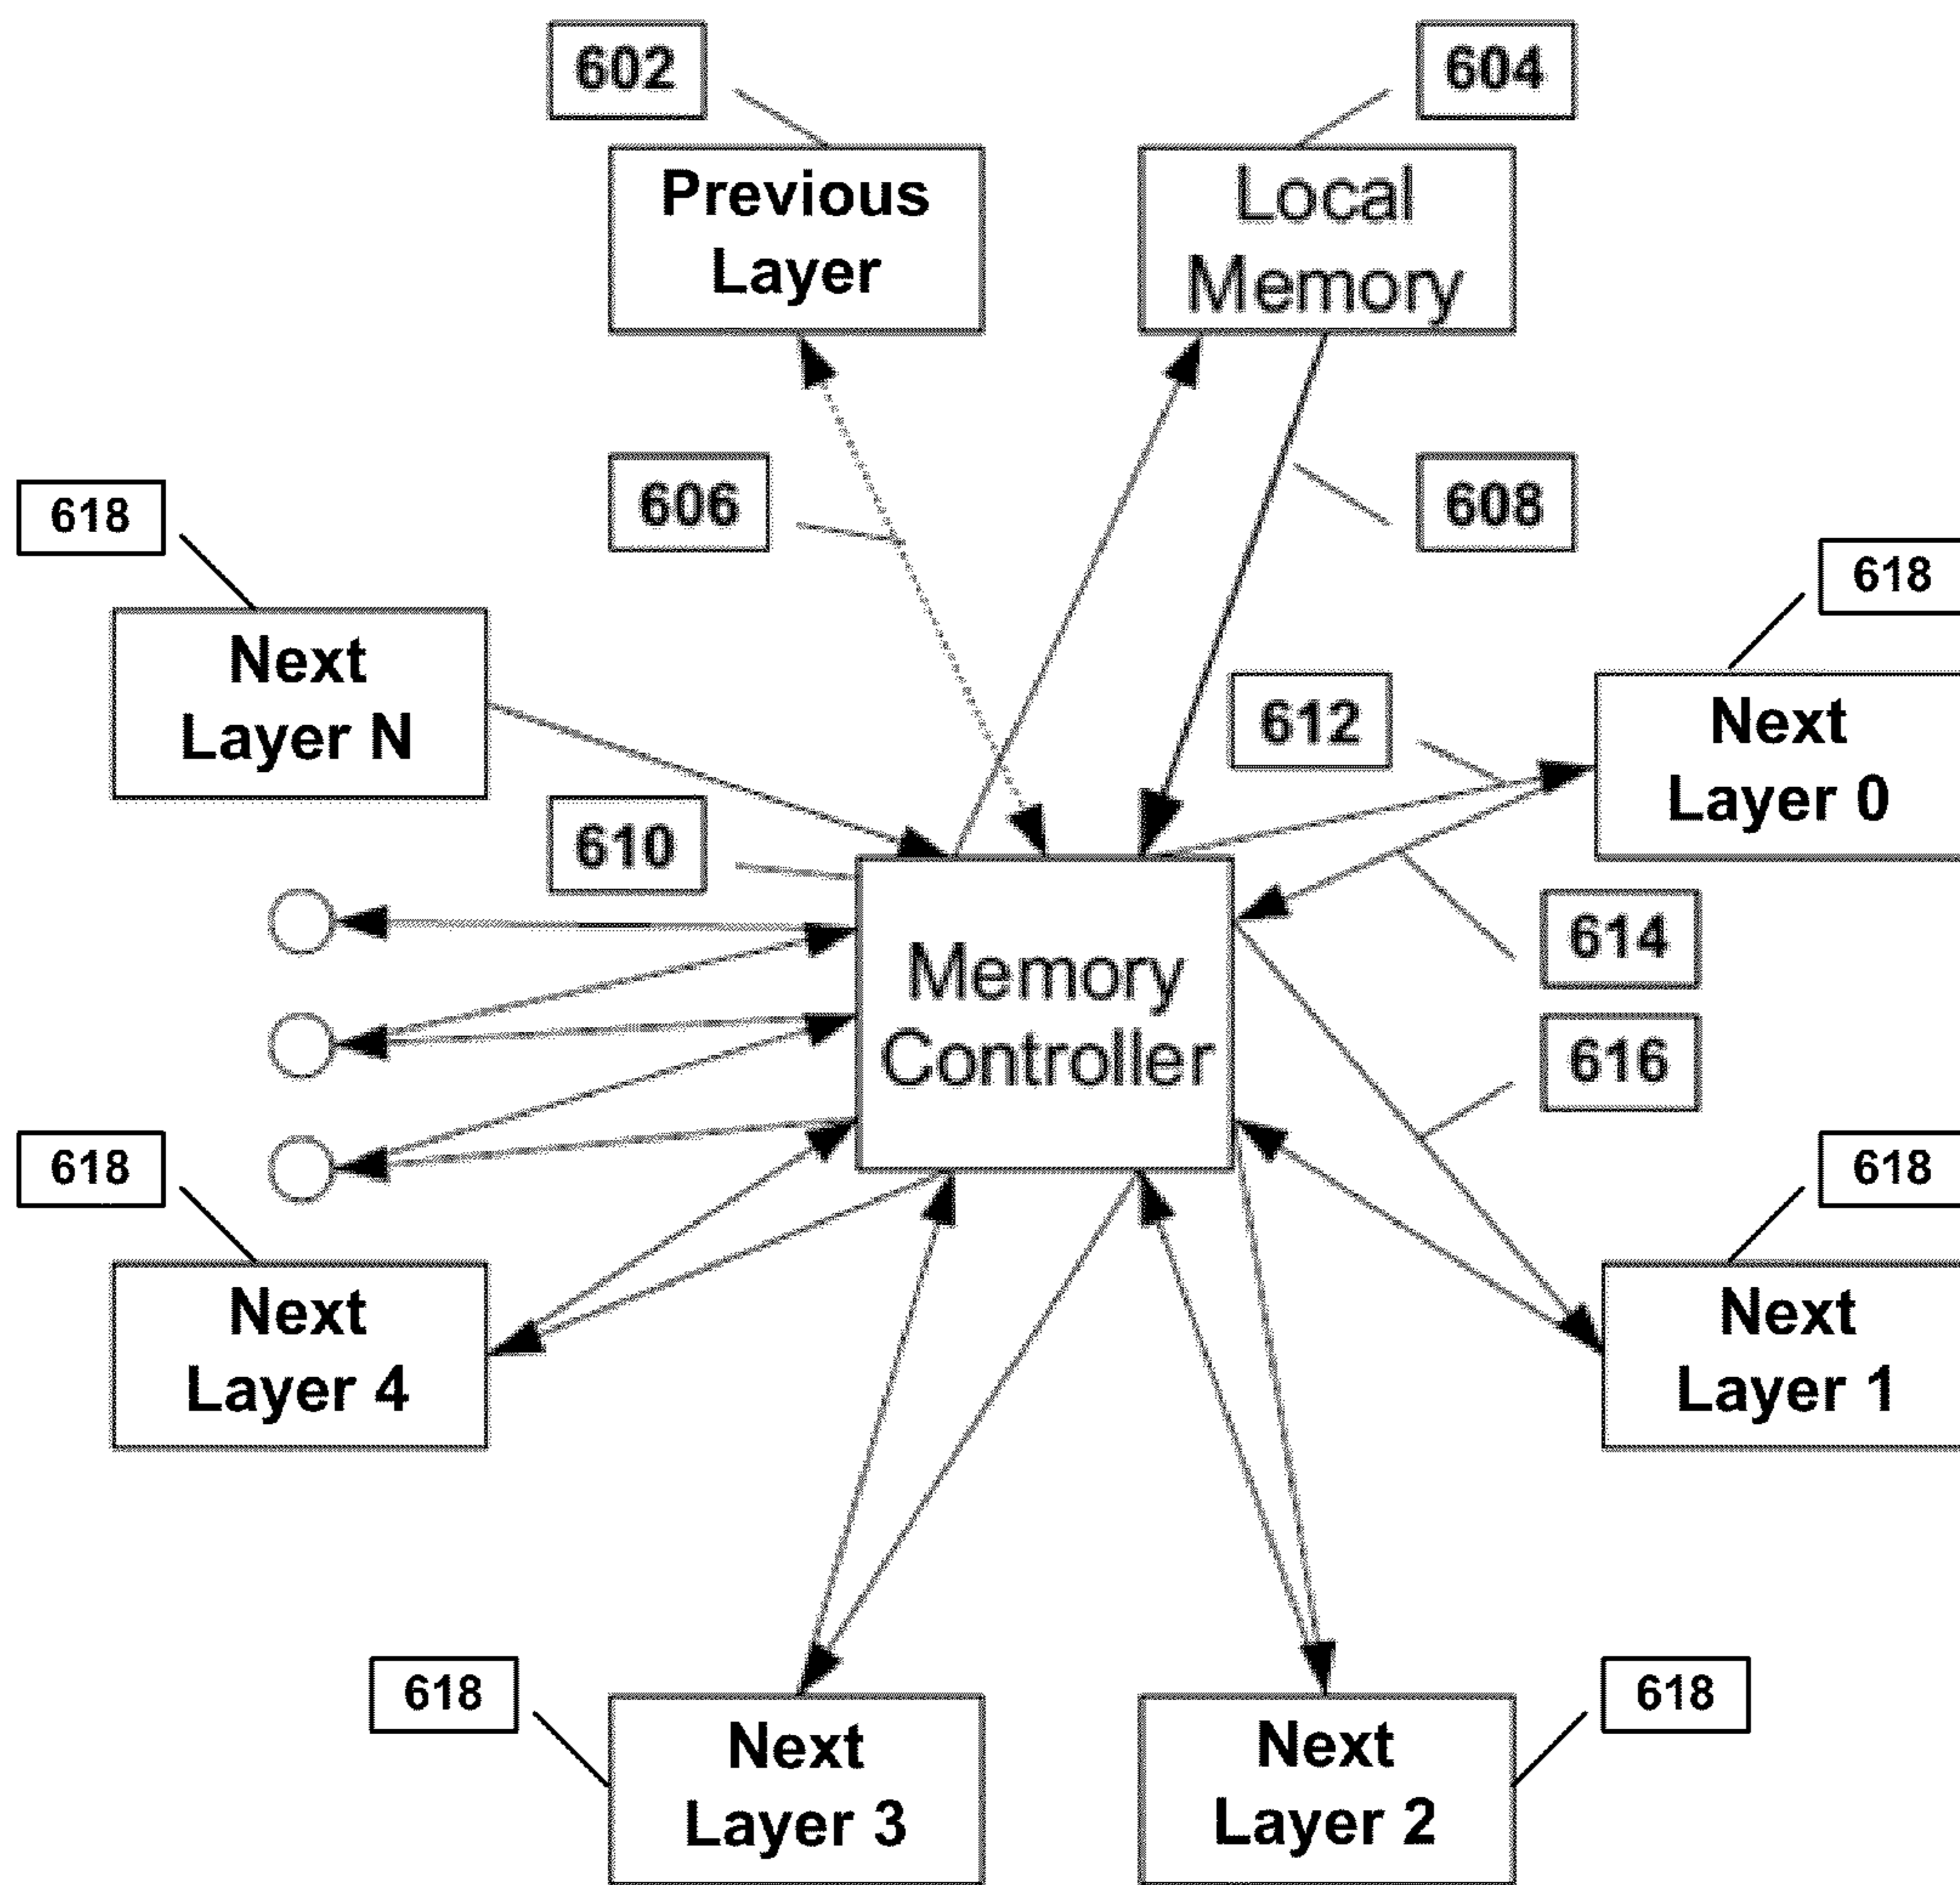 602
604
Previous
Layer
Local
Memory
606
608
618
618
Next
Layer N
612
Next
Layer 0
610
614
Memory
Controller
616
618
618
Next
Layer 4
Next
Layer 1
618
618
Next
Layer 3
Next
Layer 2